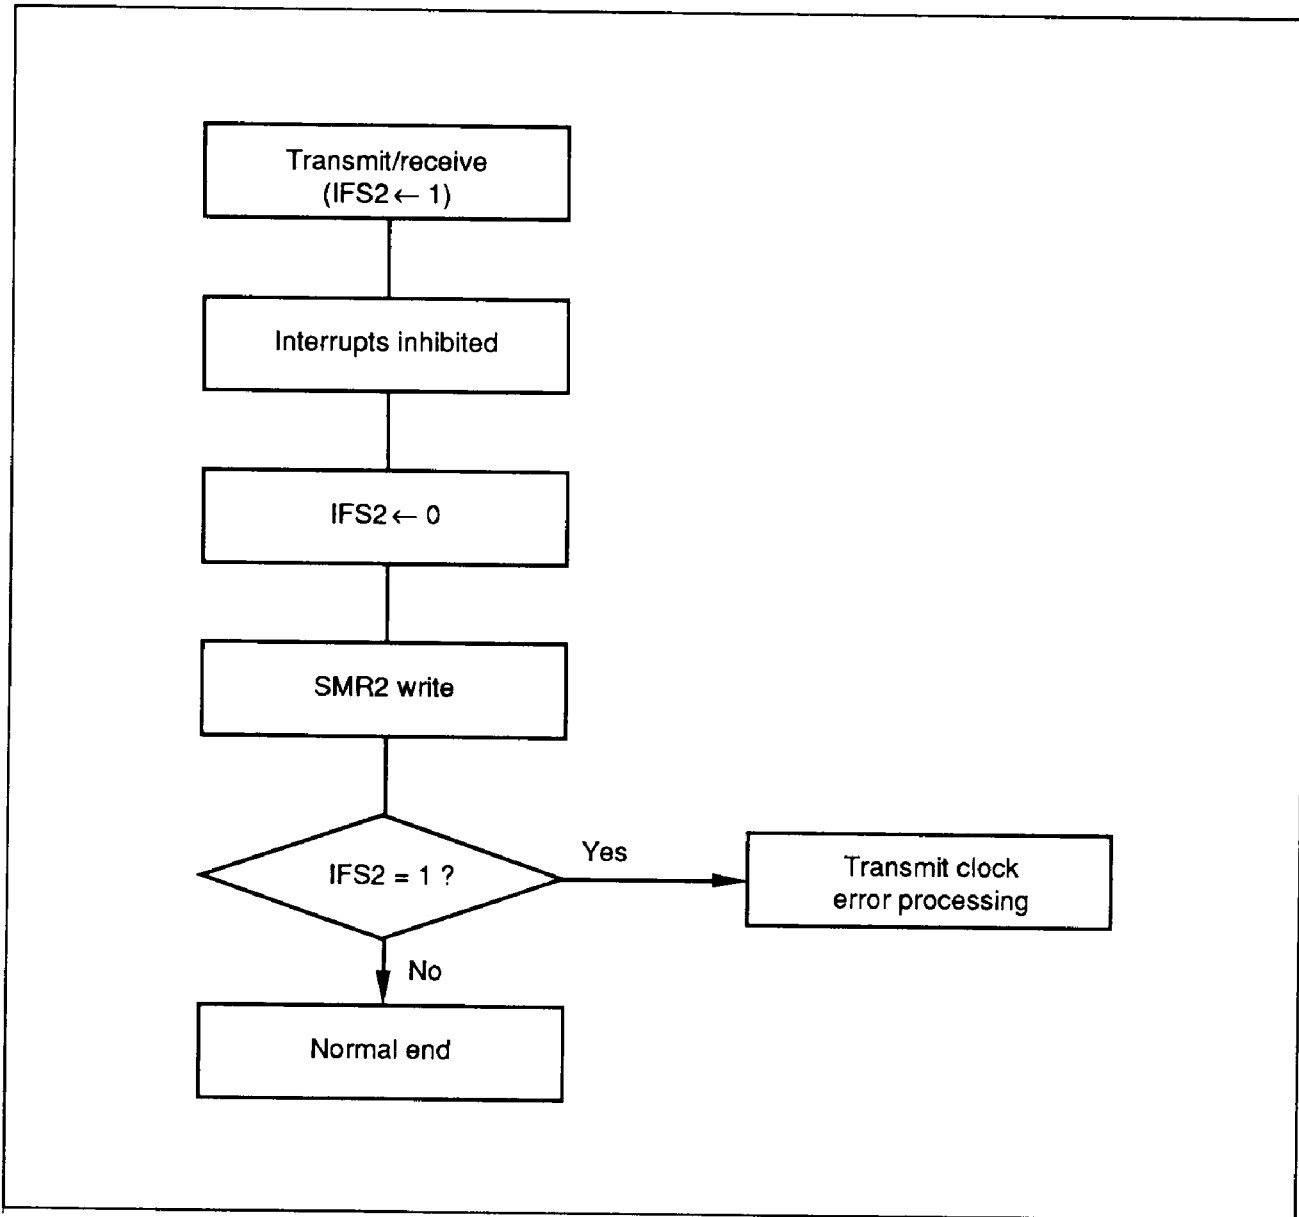 Transmit/receive
(IFS2 ← 1)
Interrupts inhibited
IFS2 ← 0
SMR2 write
IFS2 = 1 ?
Yes
Transmit clock
error processing
No
Normal end